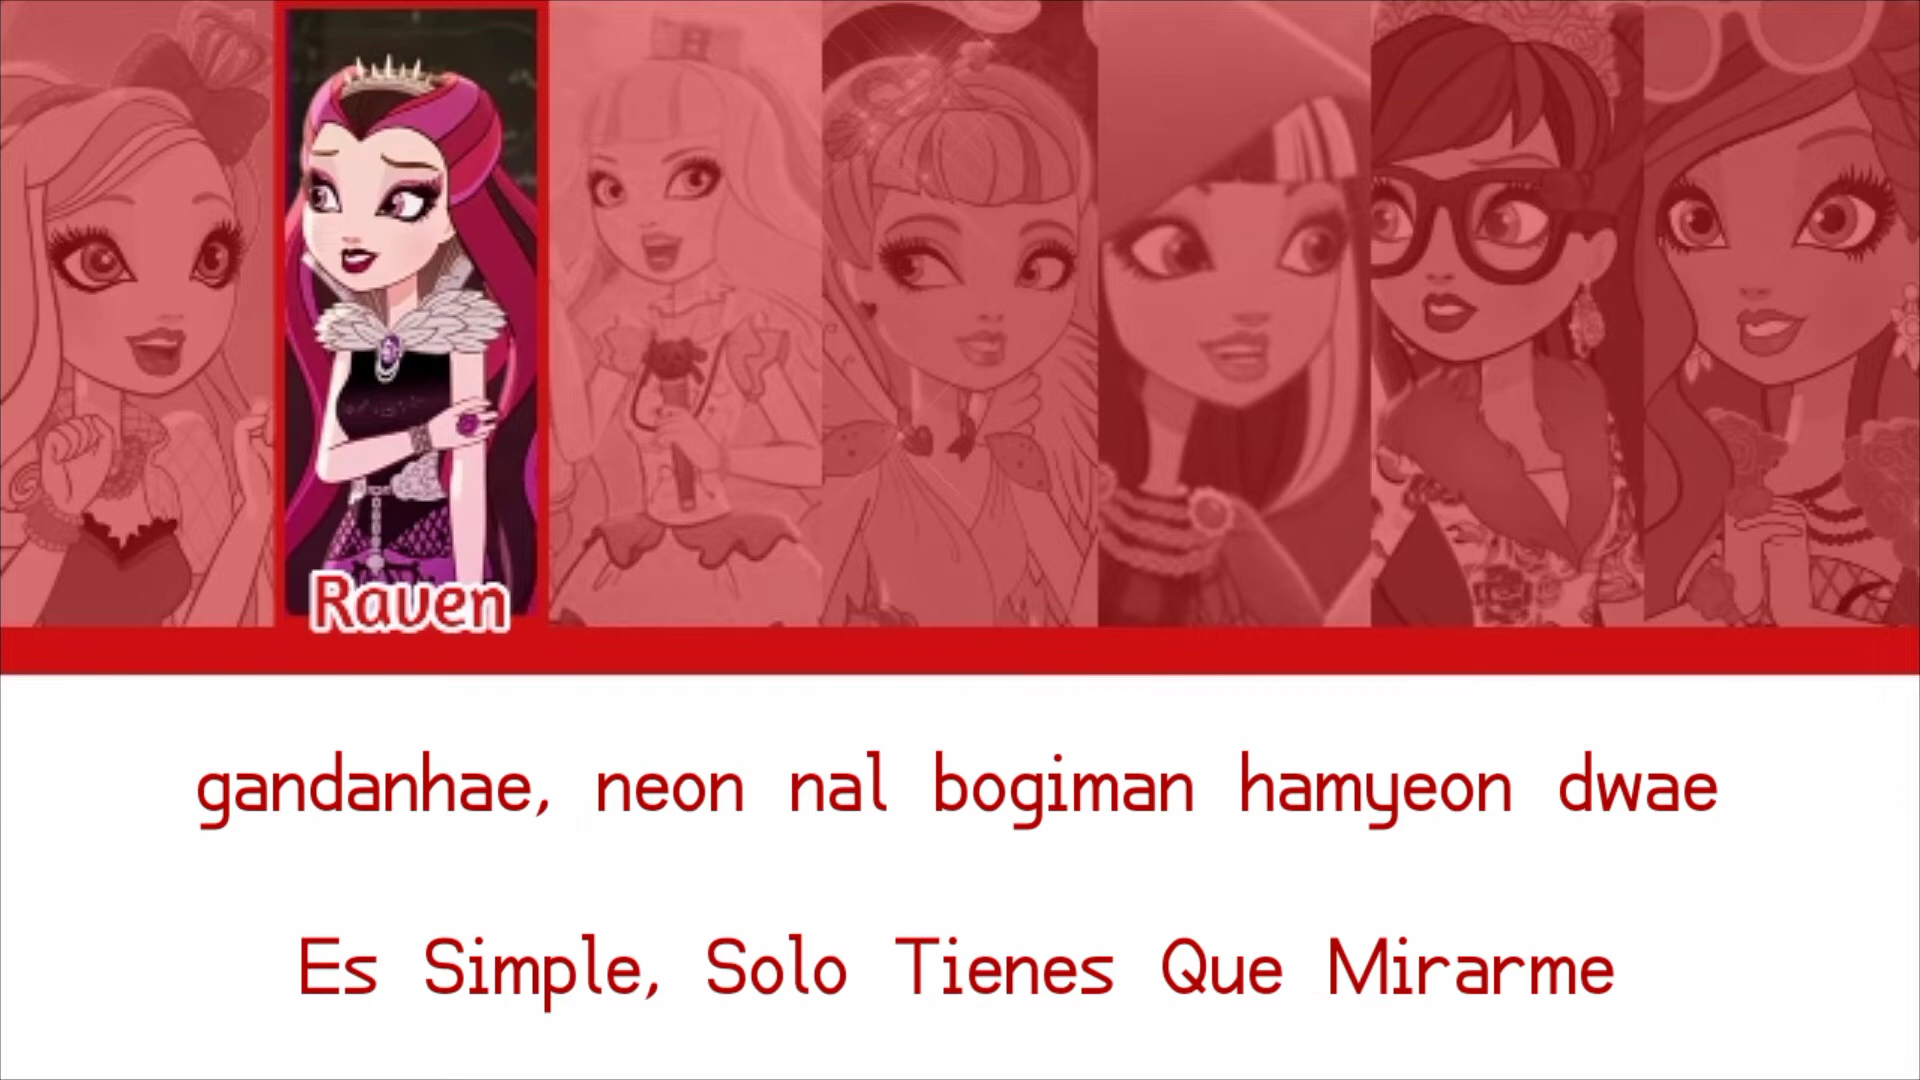 Raven
gandanhae, neon nal bogiman hamyeon dwae
Es Simple, Solo Tienes Que Mirarme